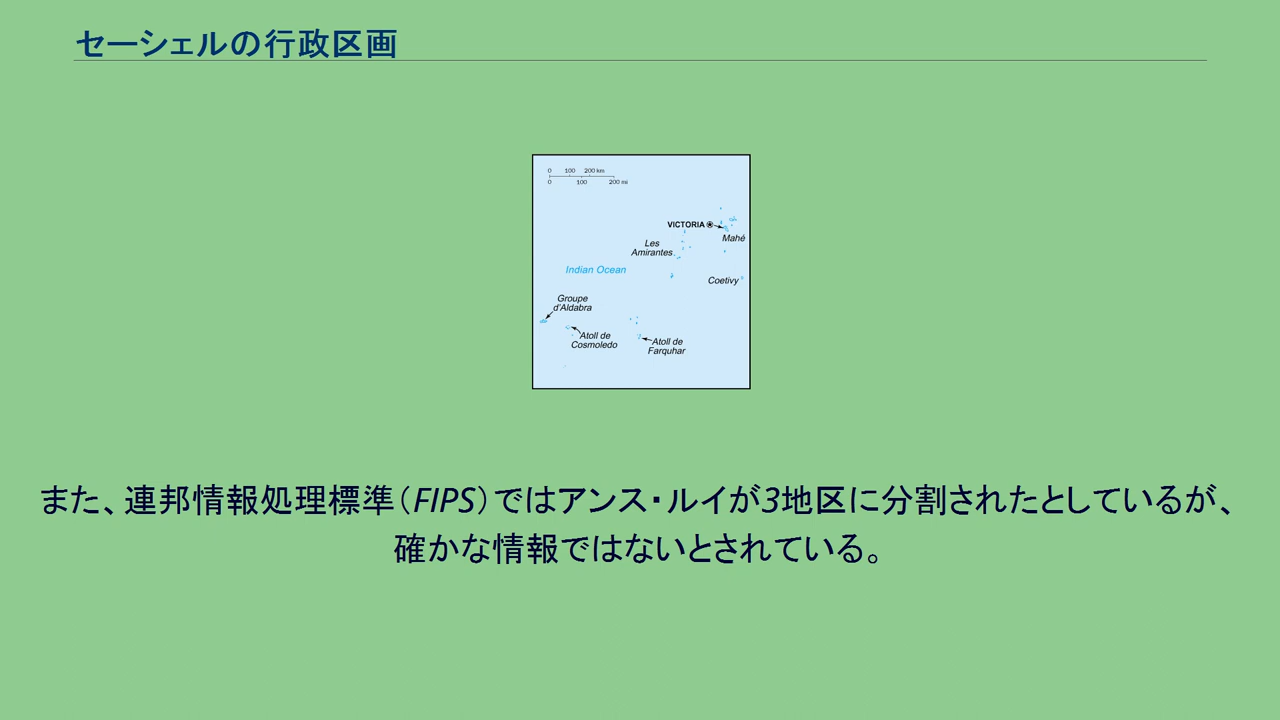 セーシェルの行政区画
0 100 200 km
0 100 200 mi
VICTORIA
Mahé
Les
Amirantes
Indian Ocean
Coetivy
Groupe
d'Aldabra
Atoll de
Cosmoledo
Atoll de
Farquhar
また、連邦情報処理標準（FIPS）ではアンス・ルイが3地区に分割されたとしているが、
確かな情報ではないとされている。